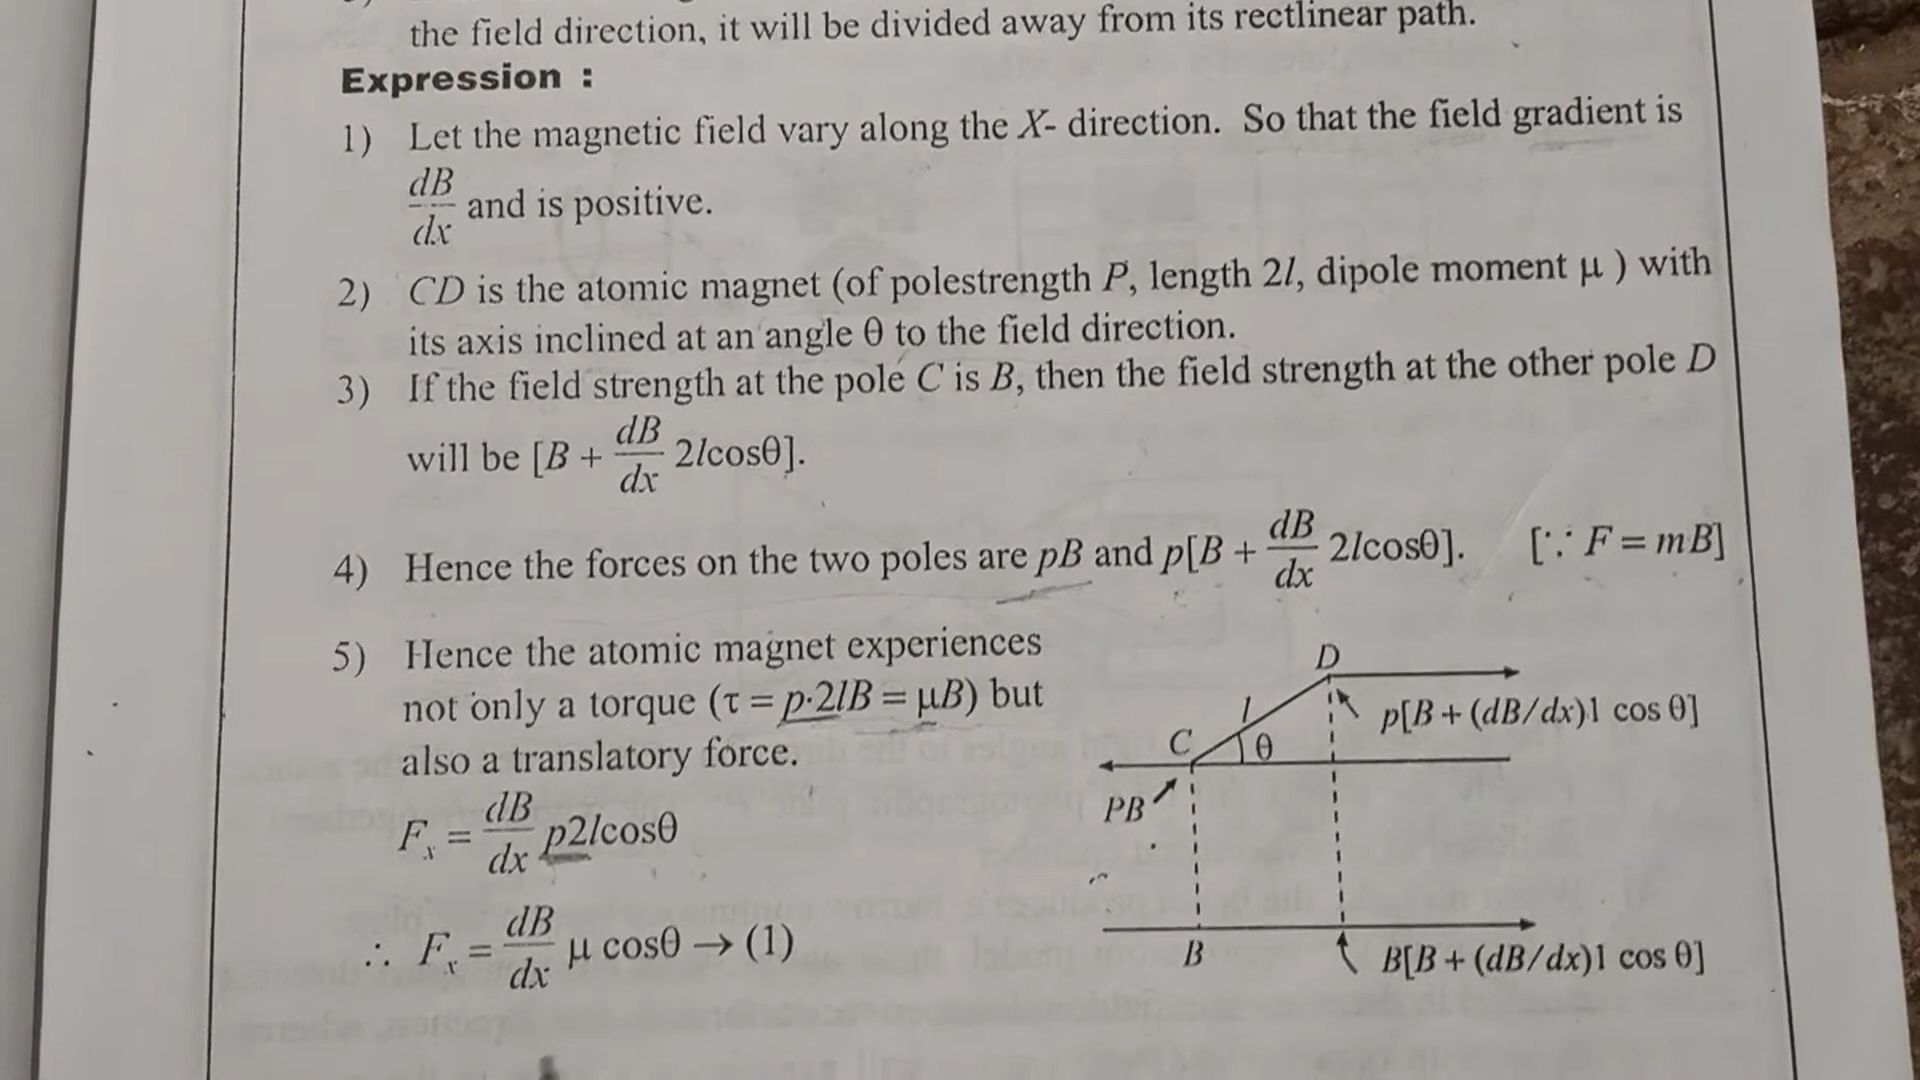 the field direction, it will be divided away from its rectlinear path.
Expression :
1) Let the magnetic field vary along the X- direction. So that the field gradient is
dB/dx and is positive.
2) CD is the atomic magnet (of polestrength P, length 2l, dipole moment μ ) with
its axis inclined at an angle θ to the field direction.
3) If the field strength at the pole C is B, then the field strength at the other pole D
will be [B + dB/dx 2lcosθ].
4) Hence the forces on the two poles are pB and p[B + dB/dx 2lcosθ]. [∵ F = mB]
5) Hence the atomic magnet experiences
not only a torque (τ = p·2lB = μB) but
also a translatory force.
Fx = dB/dx p2lcosθ
∴ Fx = dB/dx μ cosθ → (1)
D
p[B + (dB/dx)1 cos θ]
l
C
θ
PB
B
B[B + (dB/dx)1 cos θ]